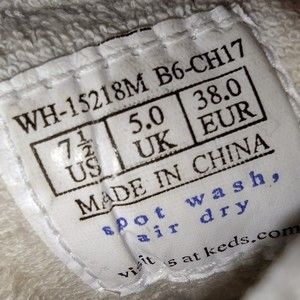 WH-15218M B6-CH17
7½ 5.0 38.0
US UK EUR
MADE IN CHINA
spot wash,
air dry
visit us at keds.com